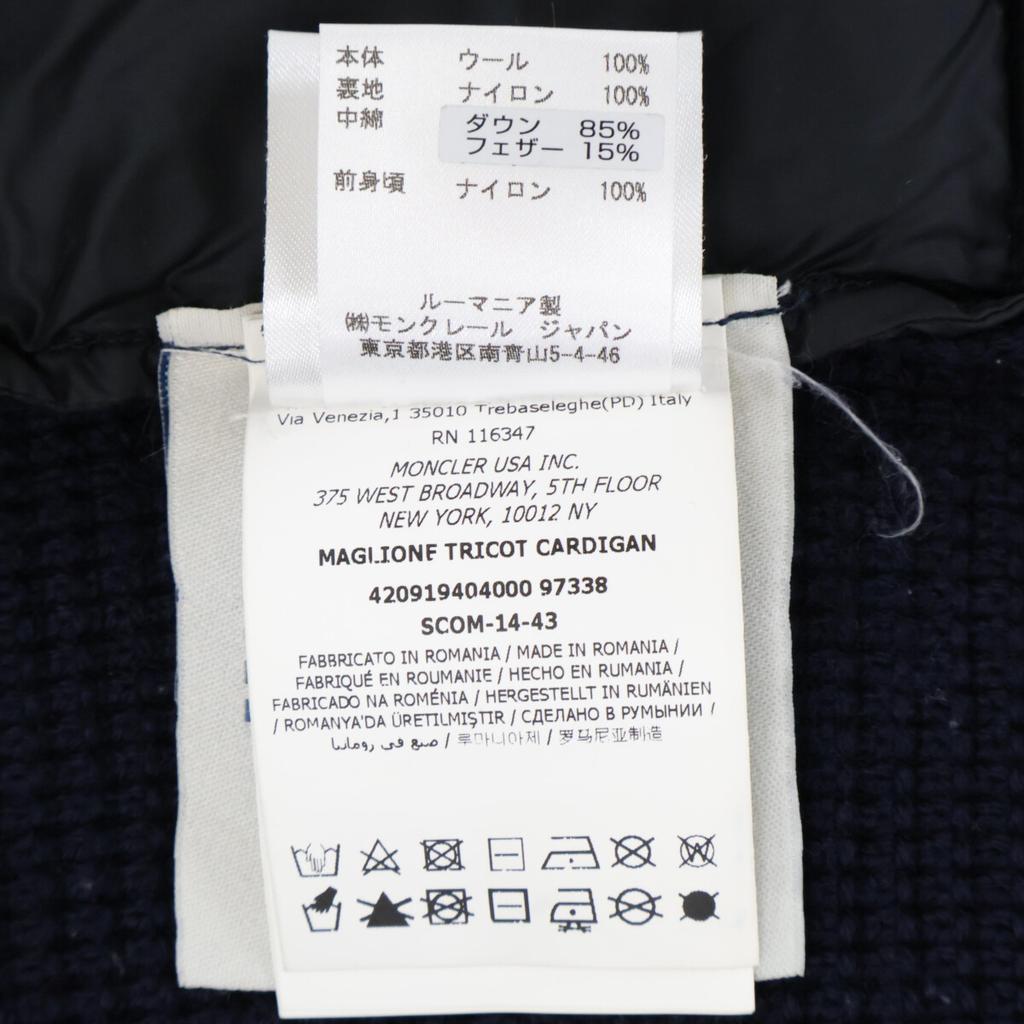 本体 ウール 100%
裏地 ナイロン 100%
中綿 ダウン 85%
フェザー 15%
前身頃 ナイロン 100%
ルーマニア製
㈱モンクレール ジャパン
東京都港区南青山5-4-46
Via Venezia,1 35010 Trebaseleghe(PD) Italy
RN 116347
MONCLER USA INC.
375 WEST BROADWAY, 5TH FLOOR
NEW YORK, 10012 NY
MAGLIONE TRICOT CARDIGAN
420919404000 97338
SCOM-14-43
FABBRICATO IN ROMANIA / MADE IN ROMANIA /
FABRIQUÉ EN ROUMANIE / HECHO EN RUMANIA /
FABRICADO NA ROMÉNIA / HERGESTELLT IN RUMÄNIEN
/ ROMANYA'DA ÜRETILMIŞTIR / СДЕЛАНО В РУМЫНИИ /
صنع في رومانيا / 루마니아제 / 罗马尼亚制造
W